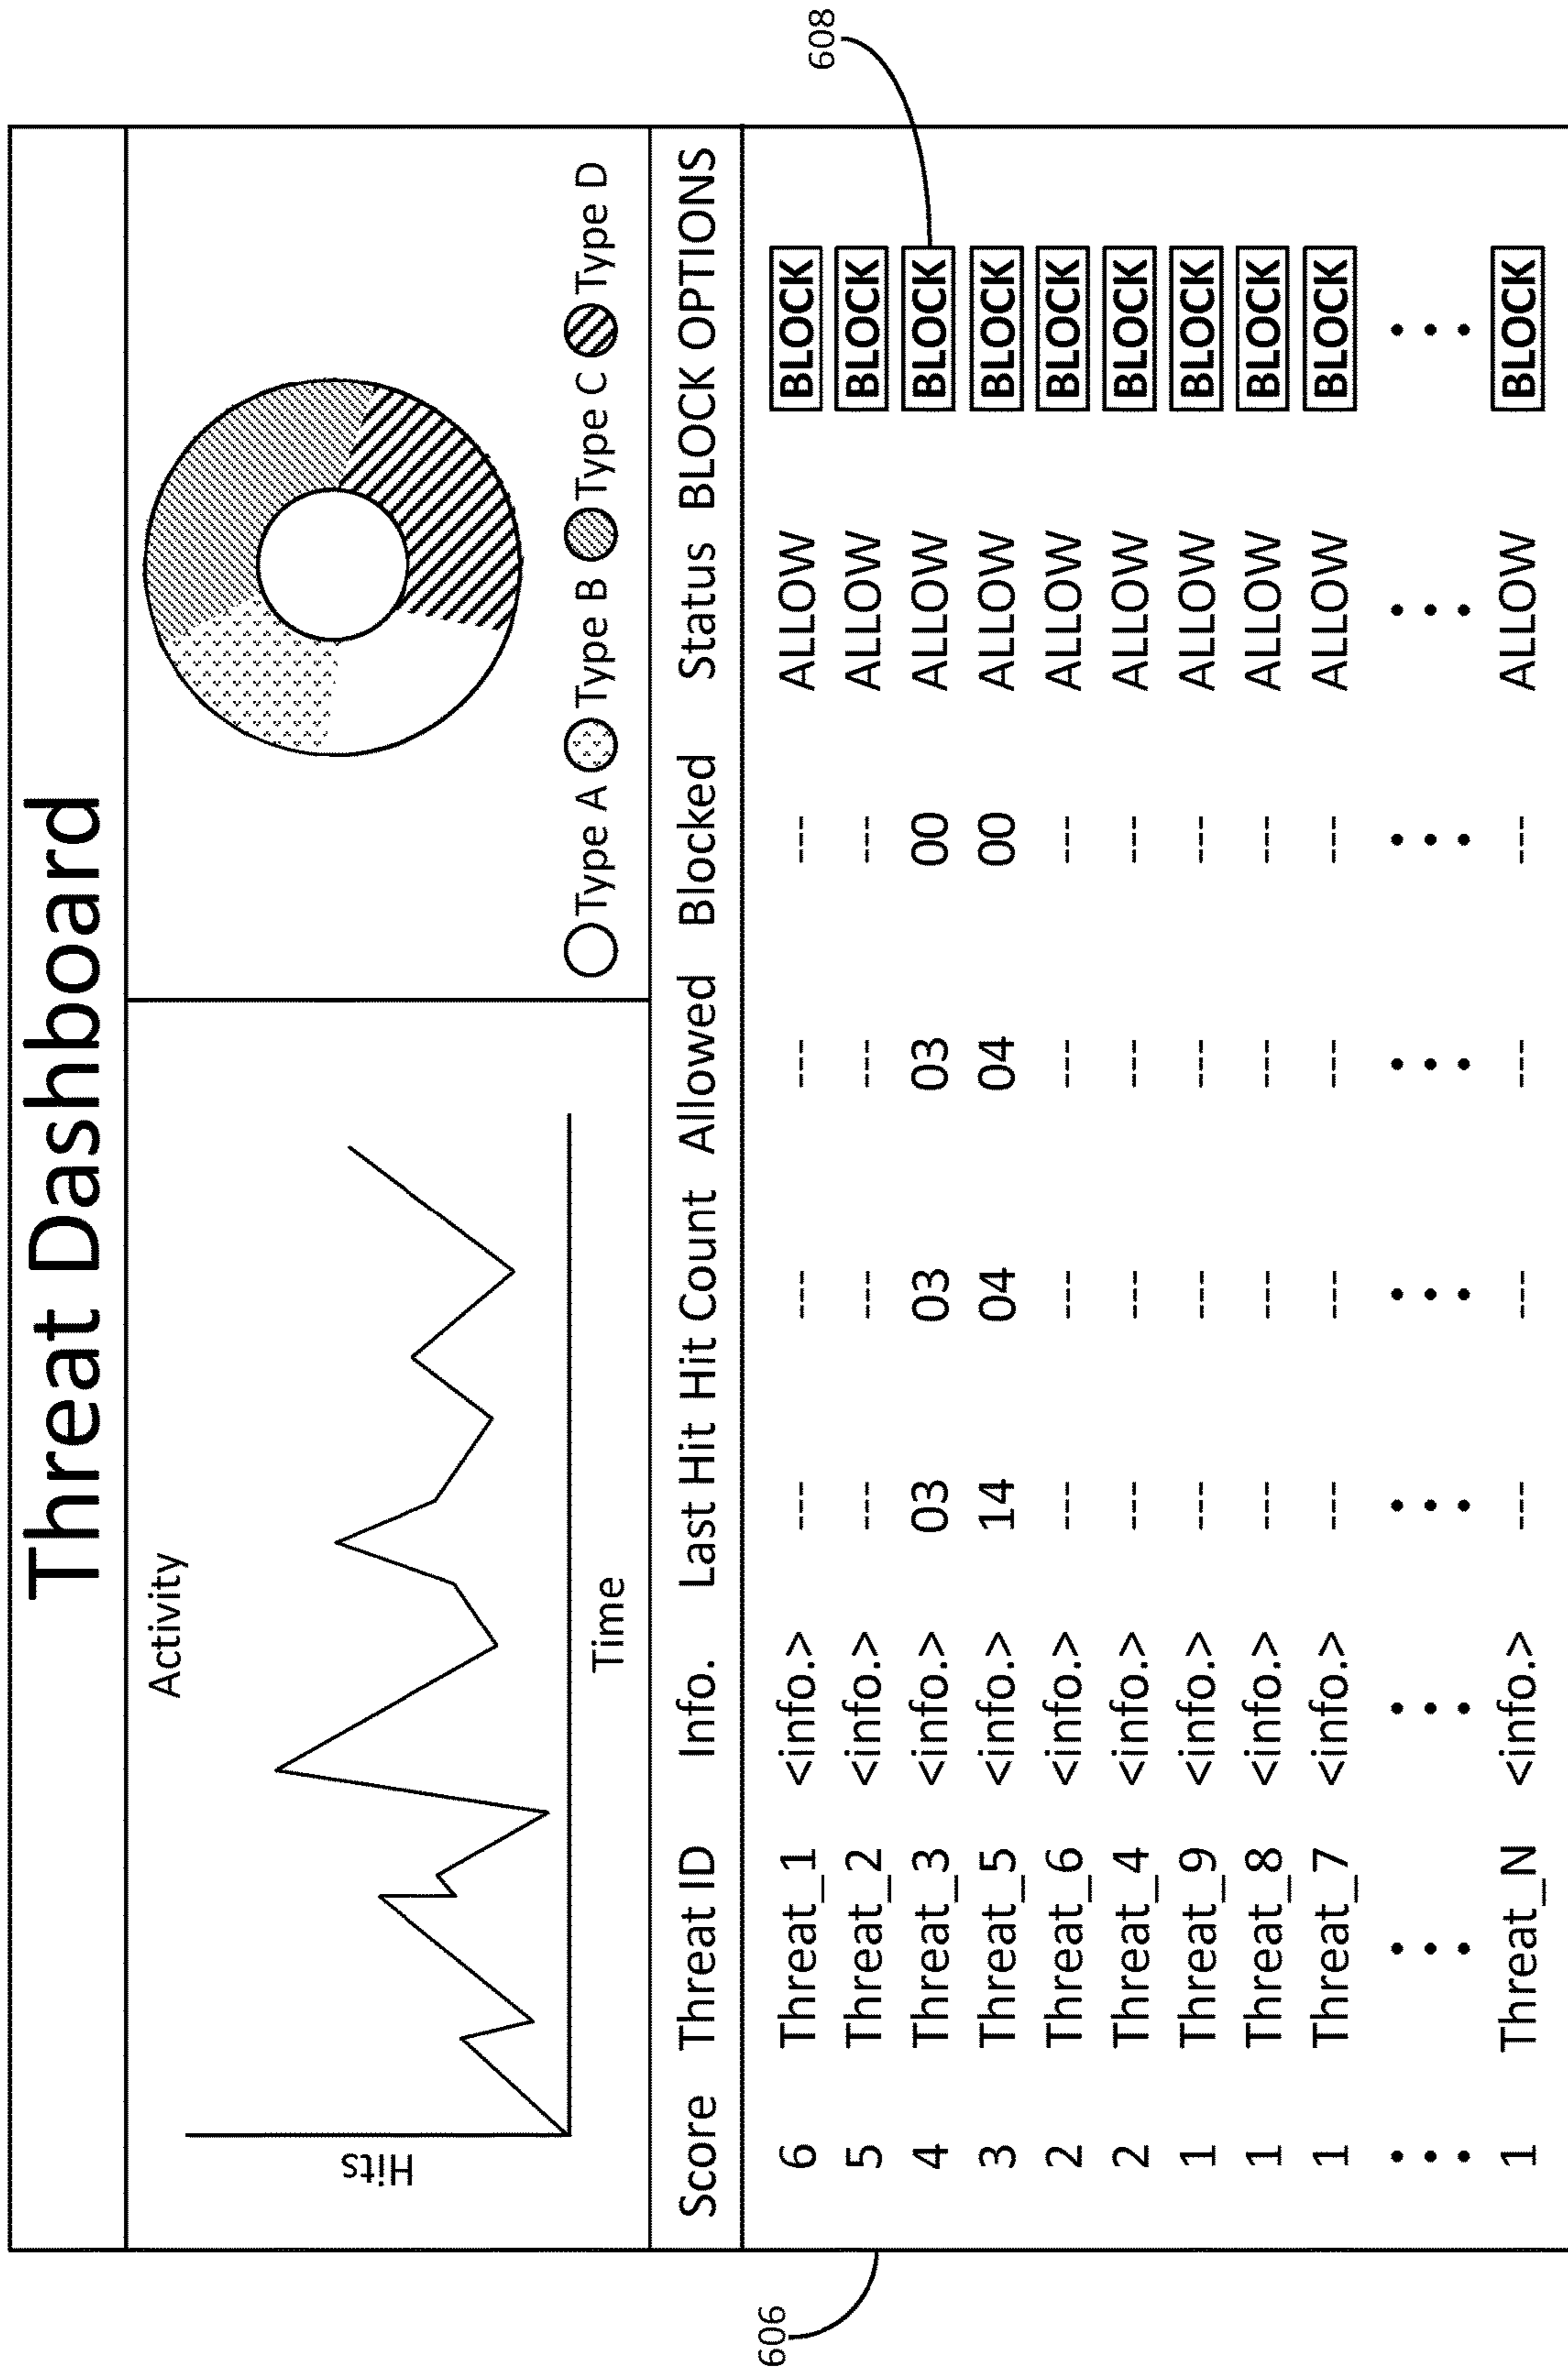 Threat Dashboard
Activity
Hits
Time
Type A Type B Type C Type D
Score Threat ID Info. Last Hit Hit Count Allowed Blocked Status BLOCK OPTIONS
6 Threat_1 <info.> --- --- --- --- ALLOW BLOCK
5 Threat_2 <info.> --- --- --- --- ALLOW BLOCK
4 Threat_3 <info.> 03 03 03 00 ALLOW BLOCK
3 Threat_5 <info.> 14 04 04 00 ALLOW BLOCK
2 Threat_6 <info.> --- --- --- --- ALLOW BLOCK
2 Threat_4 <info.> --- --- --- --- ALLOW BLOCK
1 Threat_9 <info.> --- --- --- --- ALLOW BLOCK
1 Threat_8 <info.> --- --- --- --- ALLOW BLOCK
1 Threat_7 <info.> --- --- --- --- ALLOW BLOCK
1 Threat_N <info.> --- --- --- --- ALLOW BLOCK
606
608